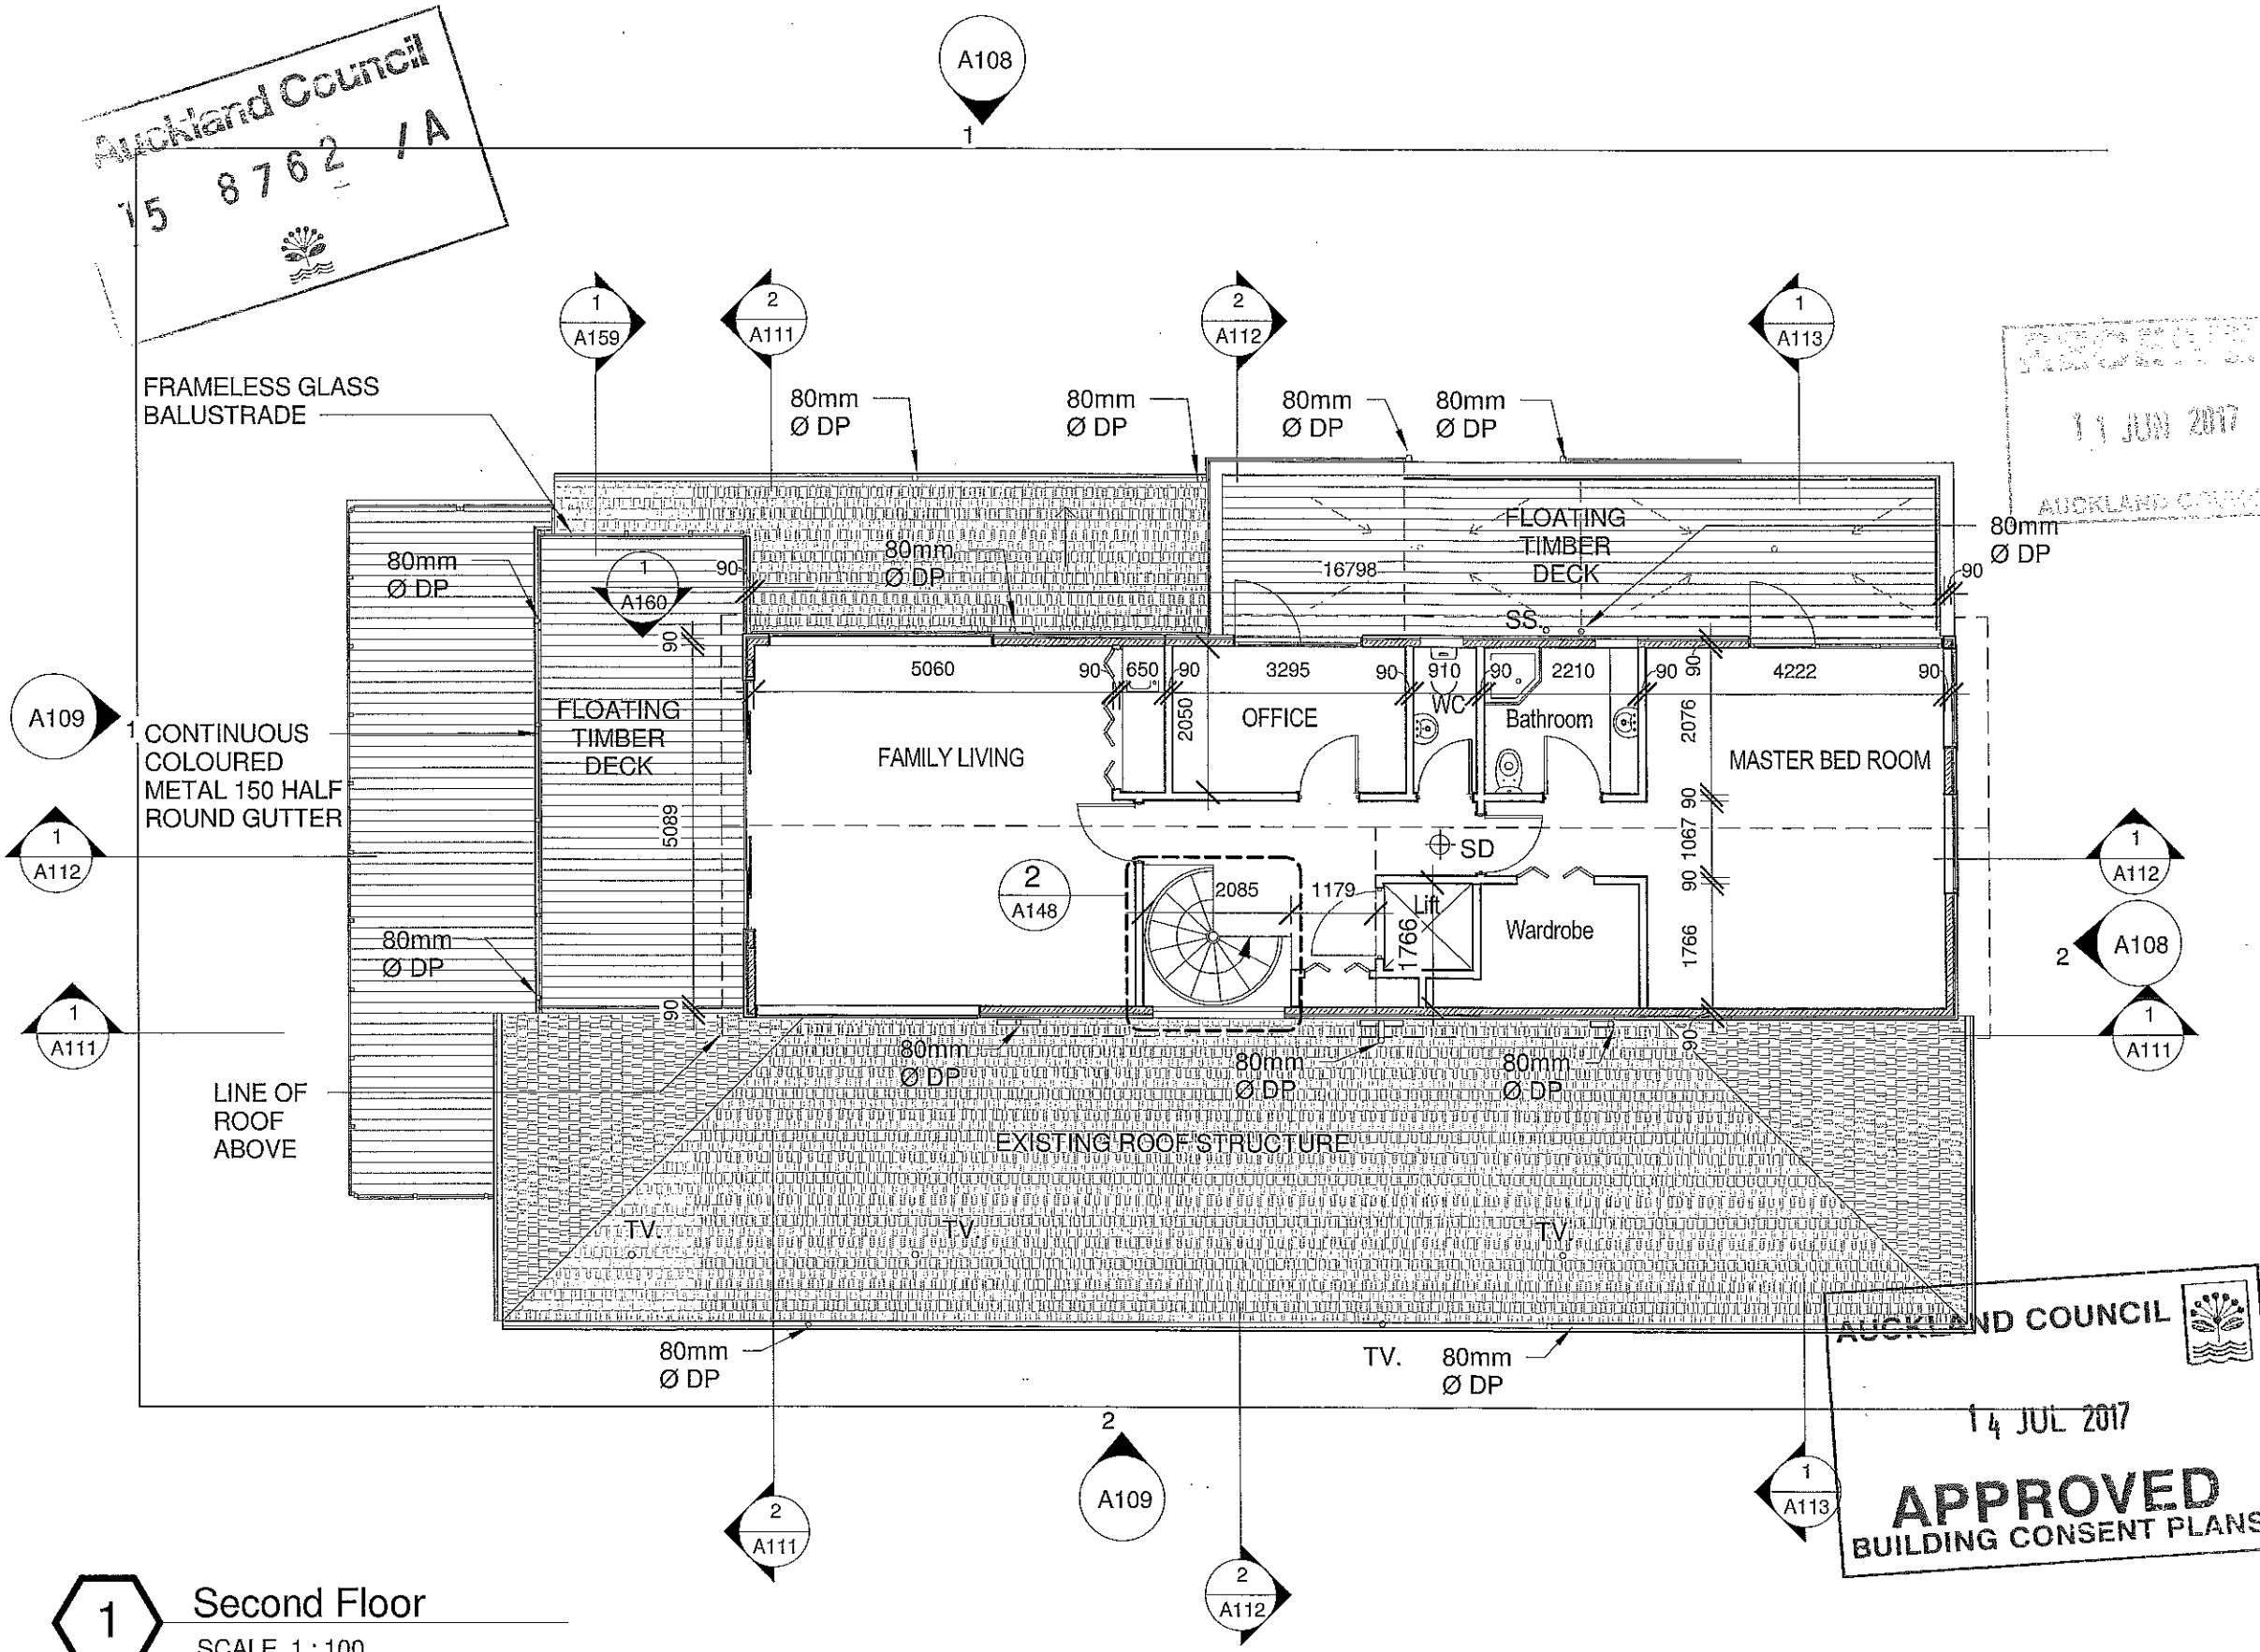 Auckland Council
15 8762 /A
A108
1
1
A159
2
A111
2
A112
1
A113
11 JUN 2017
AUCKLAND
FRAMELESS GLASS
BALUSTRADE
80mm
Ø DP
80mm
Ø DP
80mm
Ø DP
80mm
Ø DP
80mm
Ø DP
80mm
Ø DP
80mm
Ø DP
1
A160
90
90
FLOATING
TIMBER
DECK
16798
90
SS.
5060
90
650
90
3295
90
910
90
2210
90
90
4222
90
A109
1
CONTINUOUS
COLOURED
METAL 150 HALF
ROUND GUTTER
FLOATING
TIMBER
DECK
5089
FAMILY LIVING
2050
OFFICE
WC
Bathroom
2076
MASTER BED ROOM
90
1067
90
1766
1
A112
SD
1
A112
2
A148
2085
1179
Lift
1766
Wardrobe
2
A108
80mm
Ø DP
90
90
1
A111
1
A111
80mm
Ø DP
80mm
Ø DP
80mm
Ø DP
LINE OF
ROOF
ABOVE
EXISTING ROOF STRUCTURE
TV.
TV.
TV.
80mm
Ø DP
TV.
80mm
Ø DP
AUCKLAND COUNCIL
14 JUL 2017
APPROVED
BUILDING CONSENT PLANS
2
A109
2
A111
2
A112
1
A113
1
Second Floor
SCALE 1 : 100